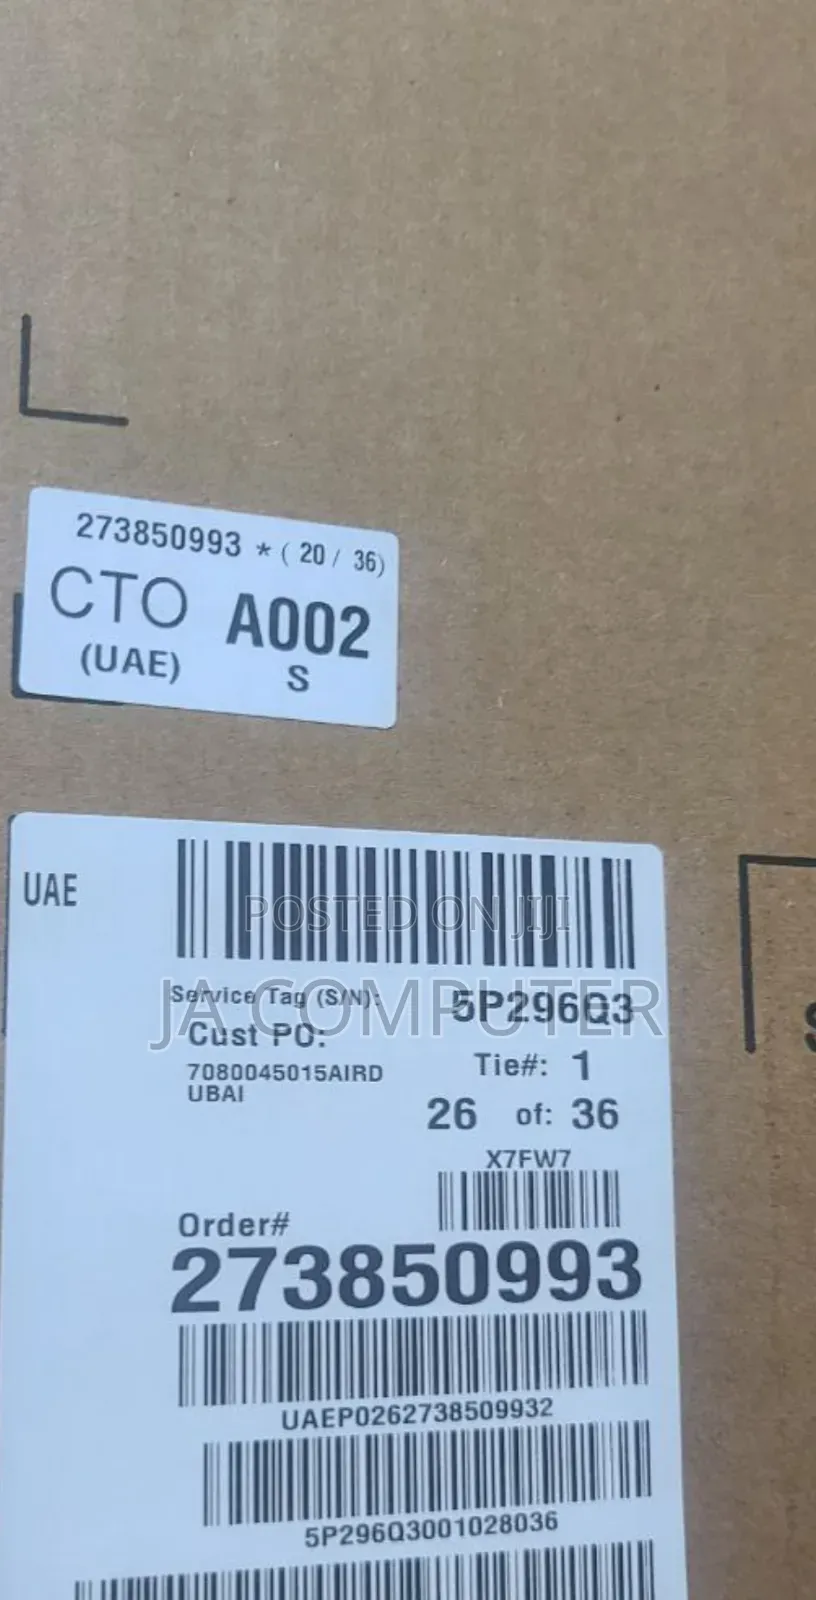 273850993 * ( 20 / 36)
CTO A002
(UAE) S
UAE
POSTED ON JIJI
JA COMPUTER
Service Tag (S/N): 5P296Q3
Cust PO:
7080045015AIRD
UBAI
Tie#: 1
26 of: 36
X7FW7
Order#
273850993
UAEP0262738509932
5P296Q3001028036